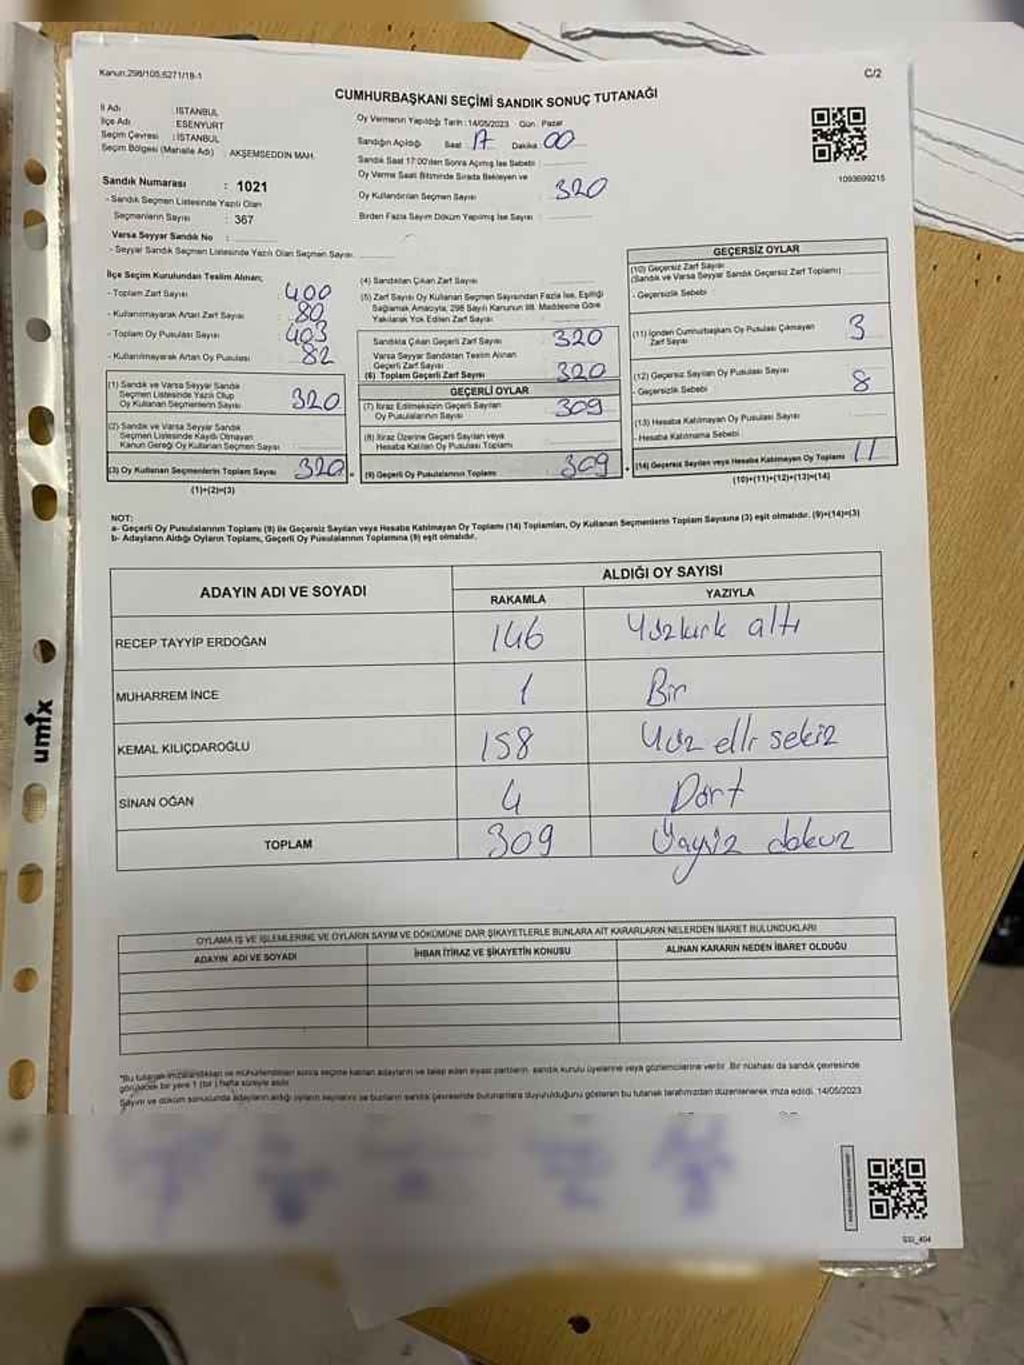 Kanun:298/105,5271/18-1
C/2
CUMHURBAŞKANI SEÇİMİ SANDIK SONUÇ TUTANAĞI
İl Adı : İSTANBUL
İlçe Adı : ESENYURT
Seçim Çevresi : İSTANBUL
Seçim Bölgesi (Mahalle Adı) : AKŞEMSEDDİN MAH.
Sandık Numarası : 1021
- Sandık Seçmen Listesinde Yazılı Olan
Seçmenlerin Sayısı : 367
Varsa Seyyar Sandık No :
- Seyyar Sandık Seçmen Listesinde Yazılı Olan Seçmen Sayısı
Oy Vermenin Yapıldığı Tarih : 14/05/2023 Gün : Pazar
Sandığın Açıldığı Saat : 17 Dakika : 00
Sandık Saat 17:00'den Sonra Açılmış İse Sebebi :
Oy Verme Saati Bitiminde Sırada Bekleyen ve
Oy Kullandırılan Seçmen Sayısı : 320
Birden Fazla Sayım Döküm Yapılmış İse Sayısı :
1093699215
İlçe Seçim Kurulundan Teslim Alınan;
- Toplam Zarf Sayısı : 400
- Kullanılmayarak Artan Zarf Sayısı : 80
- Toplam Oy Pusulası Sayısı : 403
- Kullanılmayarak Artan Oy Pusulası : 82
(1) Sandık ve Varsa Seyyar Sandık
Seçmen Listesinde Yazılı Olup
Oy Kullanan Seçmenlerin Sayısı 320
(2) Sandık ve Varsa Seyyar Sandık
Seçmen Listesinde Kayıtlı Olmayan
Kanun Gereği Oy Kullanan Seçmen Sayısı
(3) Oy Kullanan Seçmenlerin Toplam Sayısı 320
(1)+(2)=(3)
(4) Sandıktan Çıkan Zarf Sayısı :
(5) Zarf Sayısı Oy Kullanan Seçmen Sayısından Fazla İse, Eşitliği
Sağlamak Amacıyla, 298 Sayılı Kanunun 98. Maddesine Göre
Yakılarak Yok Edilen Zarf Sayısı
Sandıkta Çıkan Geçerli Zarf Sayısı : 320
Varsa Seyyar Sandıktan Teslim Alınan
Geçerli Zarf Sayısı
(6) Toplam Geçerli Zarf Sayısı 320
GEÇERLİ OYLAR
(7) İtiraz Edilmeksizin Geçerli Sayılan
Oy Pusulalarının Sayısı 309
(8) İtiraz Üzerine Geçerli Sayılan veya
Hesaba Katılan Oy Pusulası Toplamı
(9) Geçerli Oy Pusulalarının Toplamı 309
GEÇERSİZ OYLAR
(10) Geçersiz Zarf Sayısı
(Sandık ve Varsa Seyyar Sandık Geçersiz Zarf Toplamı)
- Geçersizlik Sebebi
(11) İçinden Cumhurbaşkanı Oy Pusulası Çıkmayan
Zarf Sayısı 3
(12) Geçersiz Sayılan Oy Pusulası Sayısı
- Geçersizlik Sebebi 8
(13) Hesaba Katılmayan Oy Pusulası Sayısı
- Hesaba Katılmama Sebebi
(14) Geçersiz Sayılan veya Hesaba Katılmayan Oy Toplamı 11
(10)+(11)+(12)+(13)=(14)
NOT:
a- Geçerli Oy Pusulalarının Toplamı (9) ile Geçersiz Sayılan veya Hesaba Katılmayan Oy Toplamı (14) Toplamları, Oy Kullanan Seçmenlerin Toplam Sayısına (3) eşit olmalıdır. (9)+(14)=(3)
b- Adayların Aldığı Oyların Toplamı, Geçerli Oy Pusulalarının Toplamına (9) eşit olmalıdır.
ADAYIN ADI VE SOYADI ALDIĞI OY SAYISI
RAKAMLA YAZIYLA
RECEP TAYYİP ERDOĞAN 146 Yüzkırk altı
MUHARREM İNCE 1 Bir
KEMAL KILIÇDAROĞLU 158 Yüz elli sekiz
SİNAN OĞAN 4 Dört
TOPLAM 309 Üçyüz dokuz
OYLAMA İŞ VE İŞLEMLERİNE VE OYLARIN SAYIM VE DÖKÜMÜNE DAİR ŞİKAYETLERLE BUNLARA AİT KARARLARIN NELERDEN İBARET BULUNDUKLARI
ADAYIN ADI VE SOYADI İHBAR İTİRAZ VE ŞİKAYETİN KONUSU ALINAN KARARIN NEDEN İBARET OLDUĞU
*Bu tutanak imzalandıktan ve mühürlendikten sonra seçime katılan adayların ve talep eden siyasi partilerin, sandık kurulu üyelerine veya gözlemcilerine verilir. Bir nüshası da sandık çevresinde
görülecek bir yere 1 (bir) hafta süreyle asılır.
Sayım ve döküm sonucunda adayların aldığı oyların sayılarını ve bunların sandık çevresinde bulunanlara duyurulduğunu gösteren bu tutanak tarafımızdan düzenlenerek imza edildi. 14/05/2023
umix